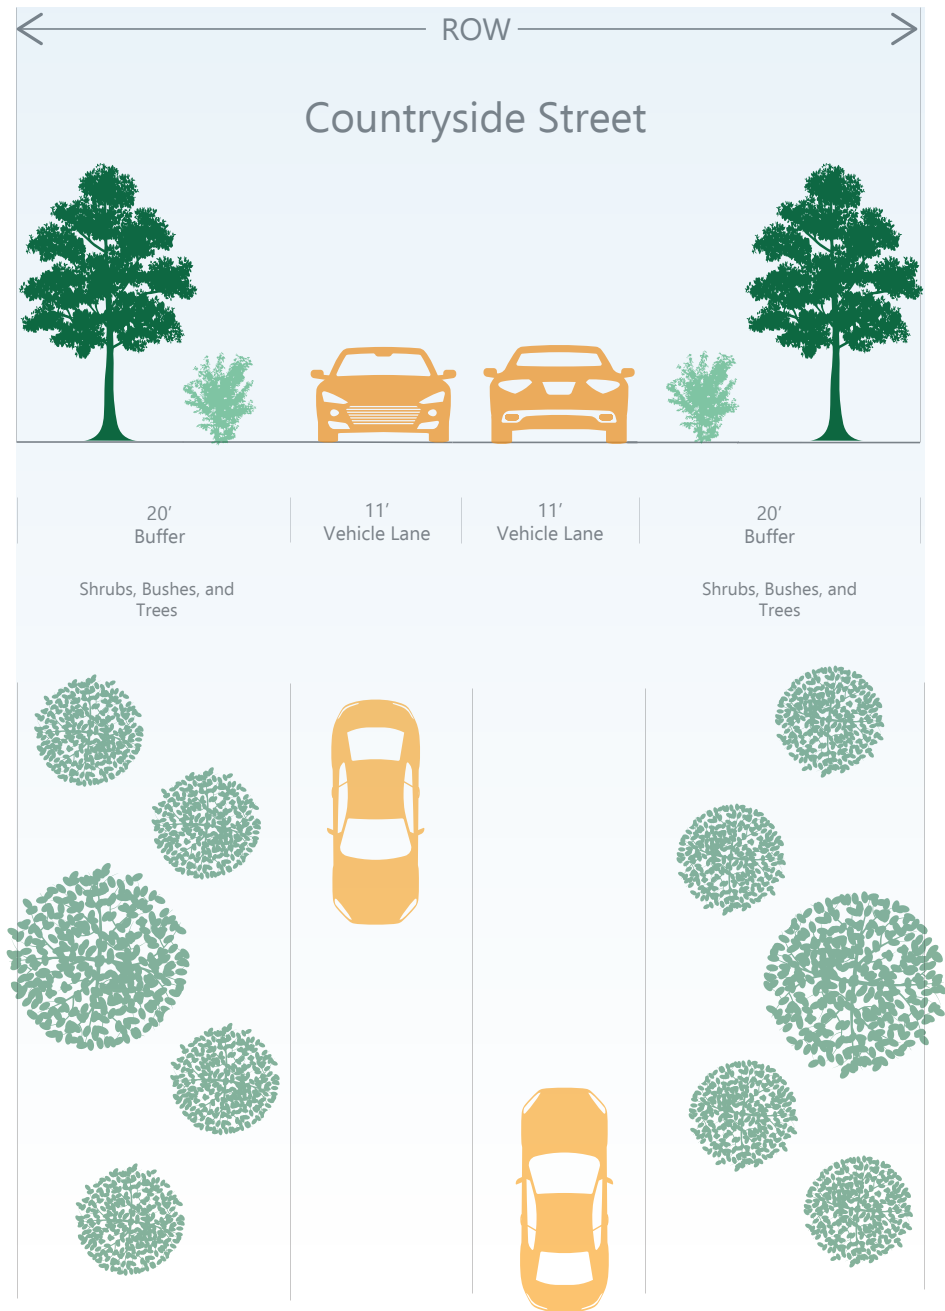 ROW
Countryside Street
20’
Buffer
11’
Vehicle Lane
11’
Vehicle Lane
20’
Buffer
Shrubs, Bushes, and
Trees
Shrubs, Bushes, and
Trees